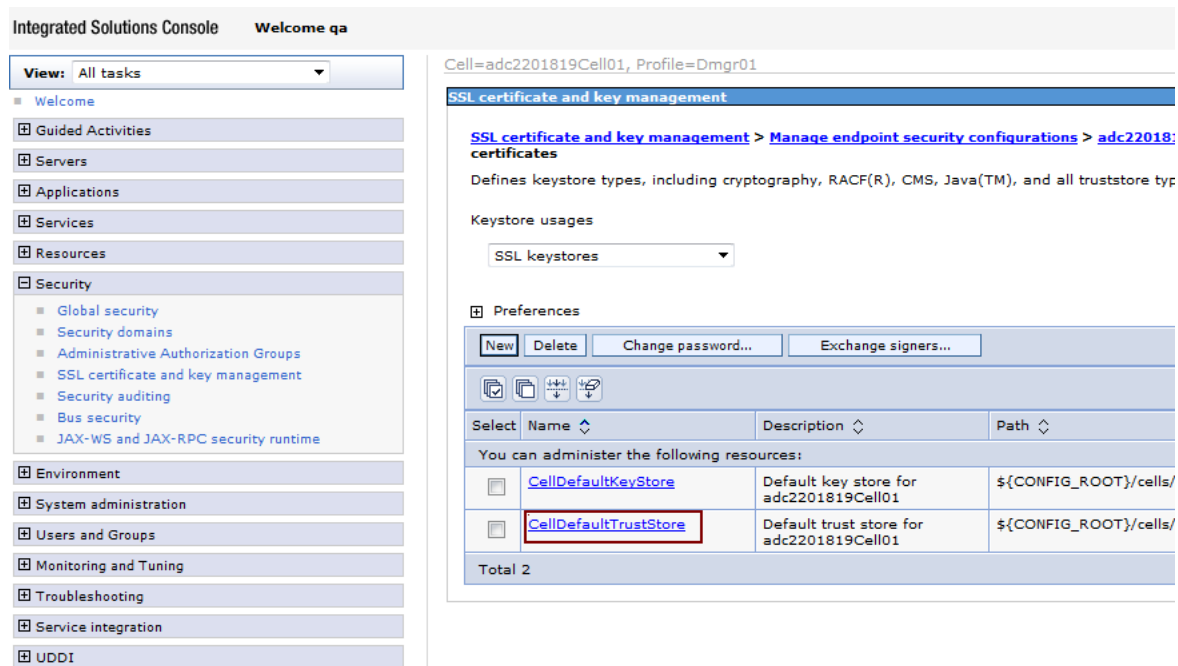 Integrated Solutions Console Welcome qa
View: All tasks
Welcome
Guided Activities
Servers
Applications
Services
Resources
Security
Global security
Security domains
Administrative Authorization Groups
SSL certificate and key management
Security auditing
Bus security
JAX-WS and JAX-RPC security runtime
Environment
System administration
Users and Groups
Monitoring and Tuning
Troubleshooting
Service integration
UDDI
Cell=adc2201819Cell01, Profile=Dmgr01
SSL certificate and key management
SSL certificate and key management > Manage endpoint security configurations > adc22018
certificates
Defines keystore types, including cryptography, RACF(R), CMS, Java(TM), and all truststore typ
Keystore usages
SSL keystores
Preferences
New Delete Change password... Exchange signers...
Select Name Description Path
You can administer the following resources:
CellDefaultKeyStore Default key store for ${CONFIG_ROOT}/cells/
adc2201819Cell01
CellDefaultTrustStore Default trust store for ${CONFIG_ROOT}/cells/
adc2201819Cell01
Total 2